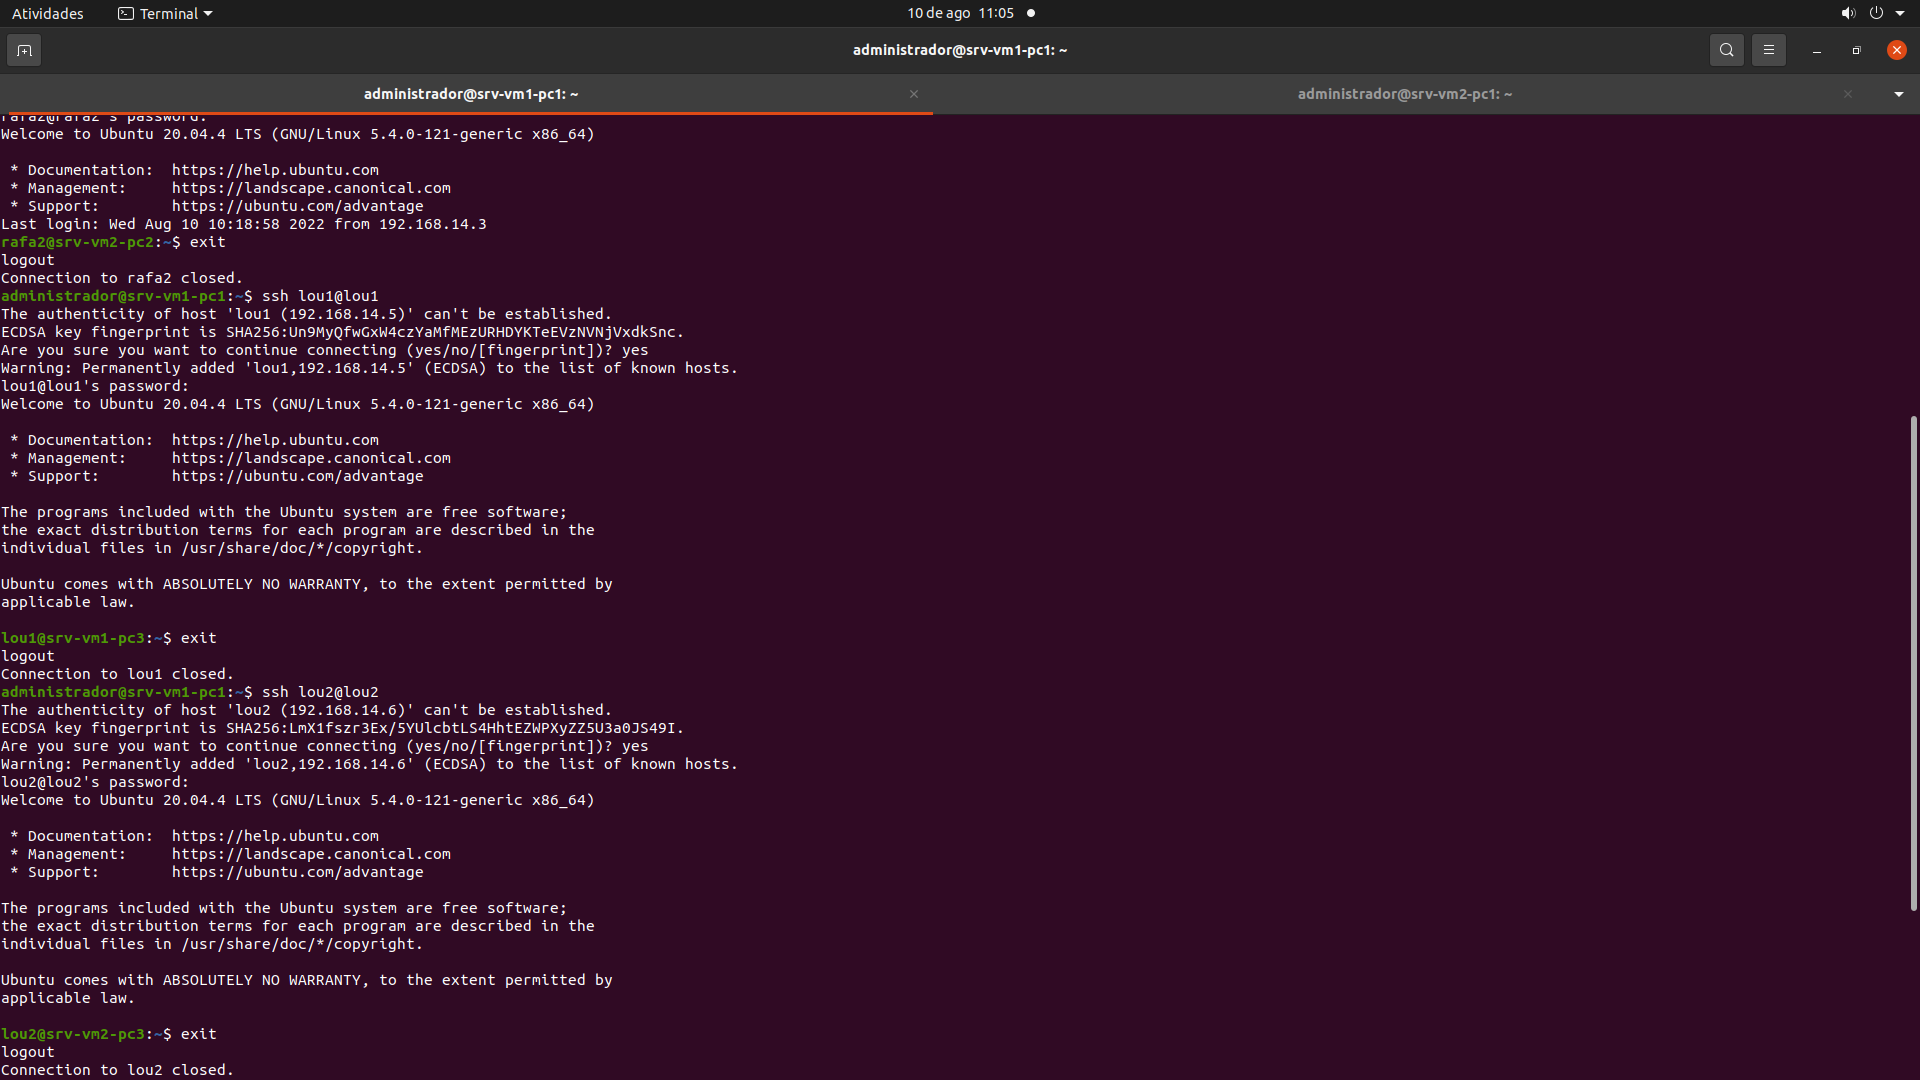 Atividades
Terminal
10 de ago 11:05
administrador@srv-vm1-pc1: ~
administrador@srv-vm1-pc1: ~
administrador@srv-vm2-pc1: ~
rafa2@rafa2's password:
Welcome to Ubuntu 20.04.4 LTS (GNU/Linux 5.4.0-121-generic x86_64)
* Documentation: https://help.ubuntu.com
* Management: https://landscape.canonical.com
* Support: https://ubuntu.com/advantage
Last login: Wed Aug 10 10:18:58 2022 from 192.168.14.3
rafa2@srv-vm2-pc2:~$ exit
logout
Connection to rafa2 closed.
administrador@srv-vm1-pc1:~$ ssh lou1@lou1
The authenticity of host 'lou1 (192.168.14.5)' can't be established.
ECDSA key fingerprint is SHA256:Un9MyQfwGxW4czYaMfMEzURHDYKTeEVzNVNjVxdkSnc.
Are you sure you want to continue connecting (yes/no/[fingerprint])? yes
Warning: Permanently added 'lou1,192.168.14.5' (ECDSA) to the list of known hosts.
lou1@lou1's password:
Welcome to Ubuntu 20.04.4 LTS (GNU/Linux 5.4.0-121-generic x86_64)
* Documentation: https://help.ubuntu.com
* Management: https://landscape.canonical.com
* Support: https://ubuntu.com/advantage
The programs included with the Ubuntu system are free software;
the exact distribution terms for each program are described in the
individual files in /usr/share/doc/*/copyright.
Ubuntu comes with ABSOLUTELY NO WARRANTY, to the extent permitted by
applicable law.
lou1@srv-vm1-pc3:~$ exit
logout
Connection to lou1 closed.
administrador@srv-vm1-pc1:~$ ssh lou2@lou2
The authenticity of host 'lou2 (192.168.14.6)' can't be established.
ECDSA key fingerprint is SHA256:LmX1fszr3Ex/5YUlcbtLS4HhtEZWPXyZZ5U3a0JS49I.
Are you sure you want to continue connecting (yes/no/[fingerprint])? yes
Warning: Permanently added 'lou2,192.168.14.6' (ECDSA) to the list of known hosts.
lou2@lou2's password:
Welcome to Ubuntu 20.04.4 LTS (GNU/Linux 5.4.0-121-generic x86_64)
* Documentation: https://help.ubuntu.com
* Management: https://landscape.canonical.com
* Support: https://ubuntu.com/advantage
The programs included with the Ubuntu system are free software;
the exact distribution terms for each program are described in the
individual files in /usr/share/doc/*/copyright.
Ubuntu comes with ABSOLUTELY NO WARRANTY, to the extent permitted by
applicable law.
lou2@srv-vm2-pc3:~$ exit
logout
Connection to lou2 closed.